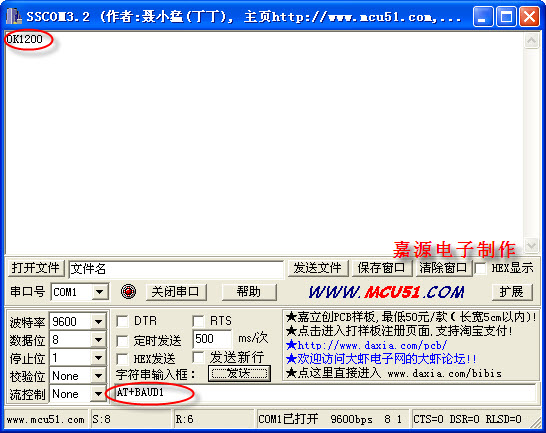 SSCOM3.2 (作者:聂小猛(丁丁), 主页http://www.mcu51.com,...
OK1200
嘉源电子制作
打开文件 文件名 发送文件 保存窗口 清除窗口 HEX显示
串口号 COM1 关闭串口 帮助 WWW.MCU51.COM 扩展
波特率 9600 DTR RTS
数据位 8 定时发送 500 ms/次
停止位 1 HEX发送 发送新行
校验位 None 字符串输入框: 发送
流控制 None AT+BAUD1
★嘉立创PCB样板,最低50元/款(长宽5cm以内)!
★点击进入打样板注册页面,支持淘宝支付!
★http://www.daxia.com/pcb/
★欢迎访问大虾电子网的大虾论坛!!
★点这里直接进入 www.daxia.com/bibis
www.mcu51.com S:8 R:6 COM1已打开 9600bps 8 1 CTS=0 DSR=0 RLSD=0